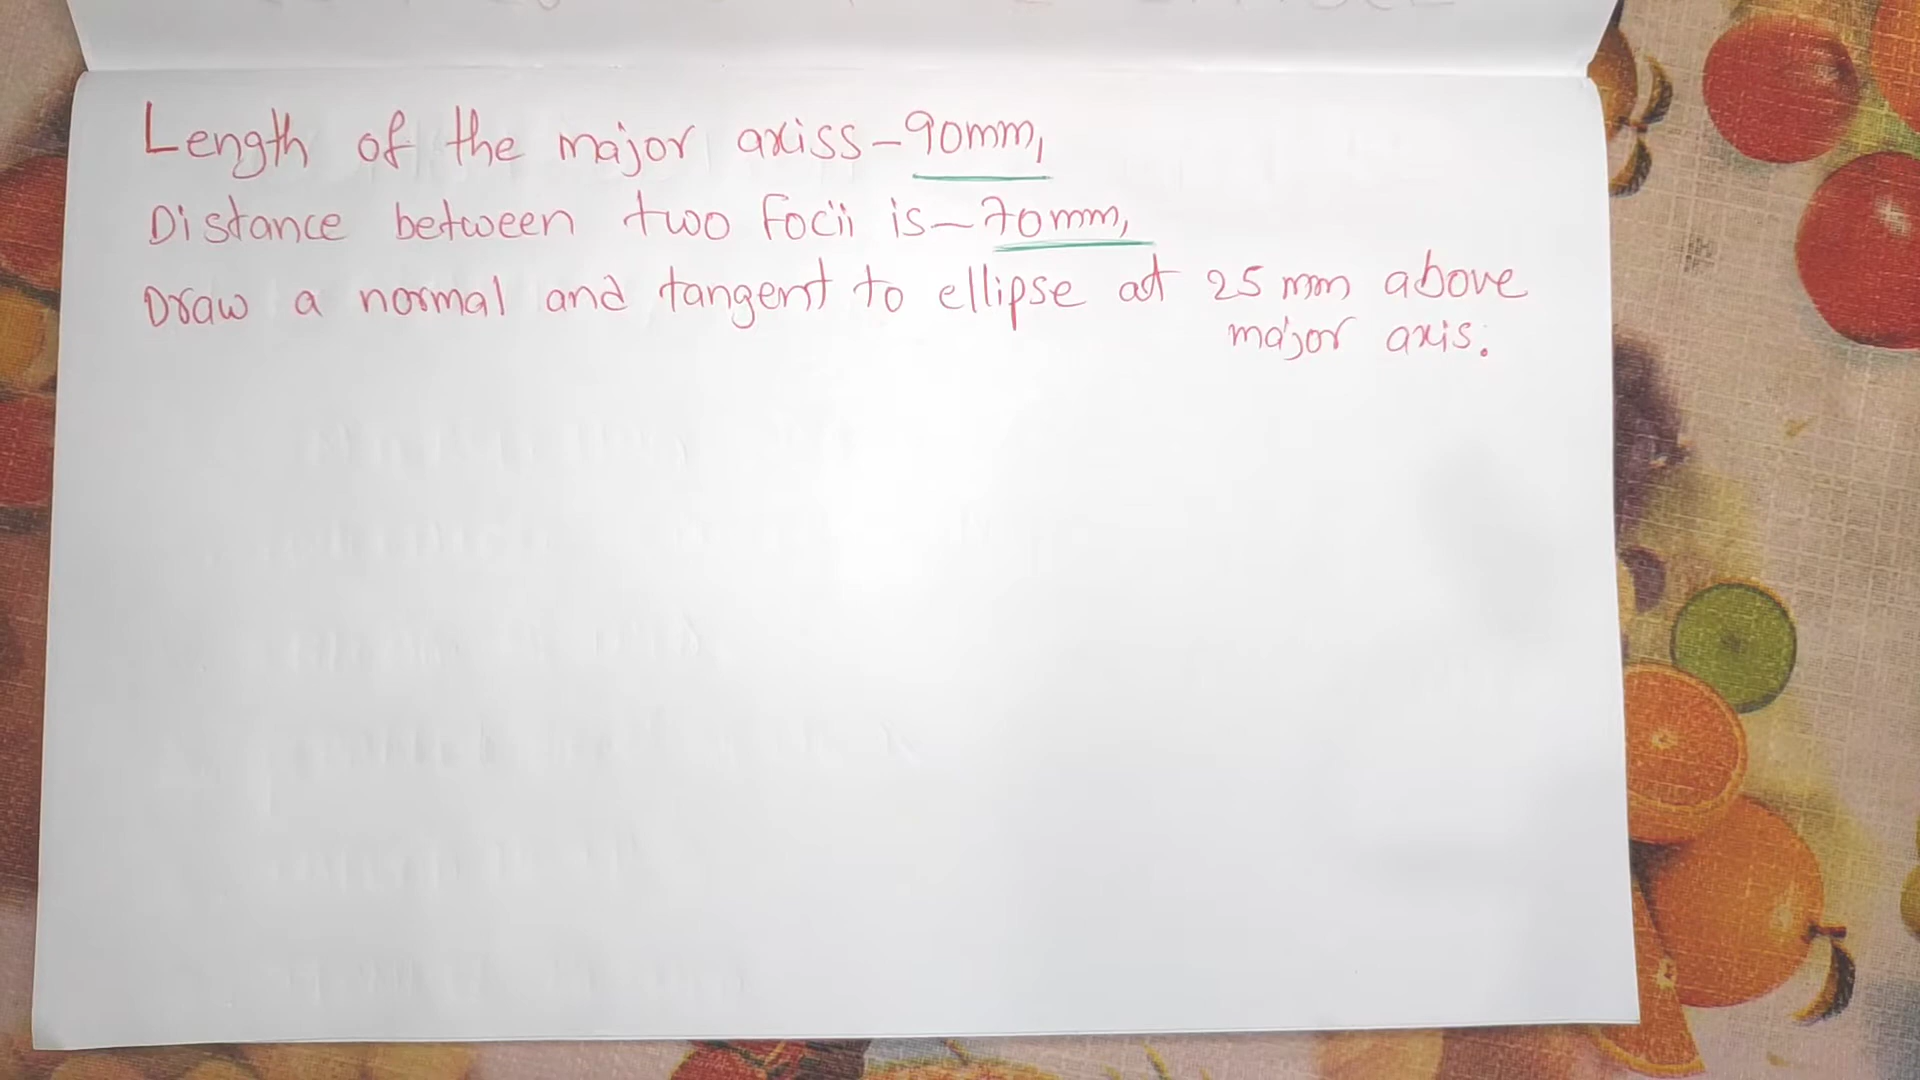 Length of the major axiss-90mm,
Distance between two Focii is-70mm,
Draw a normal and tangent to ellipse at 25 mm above
major axis.